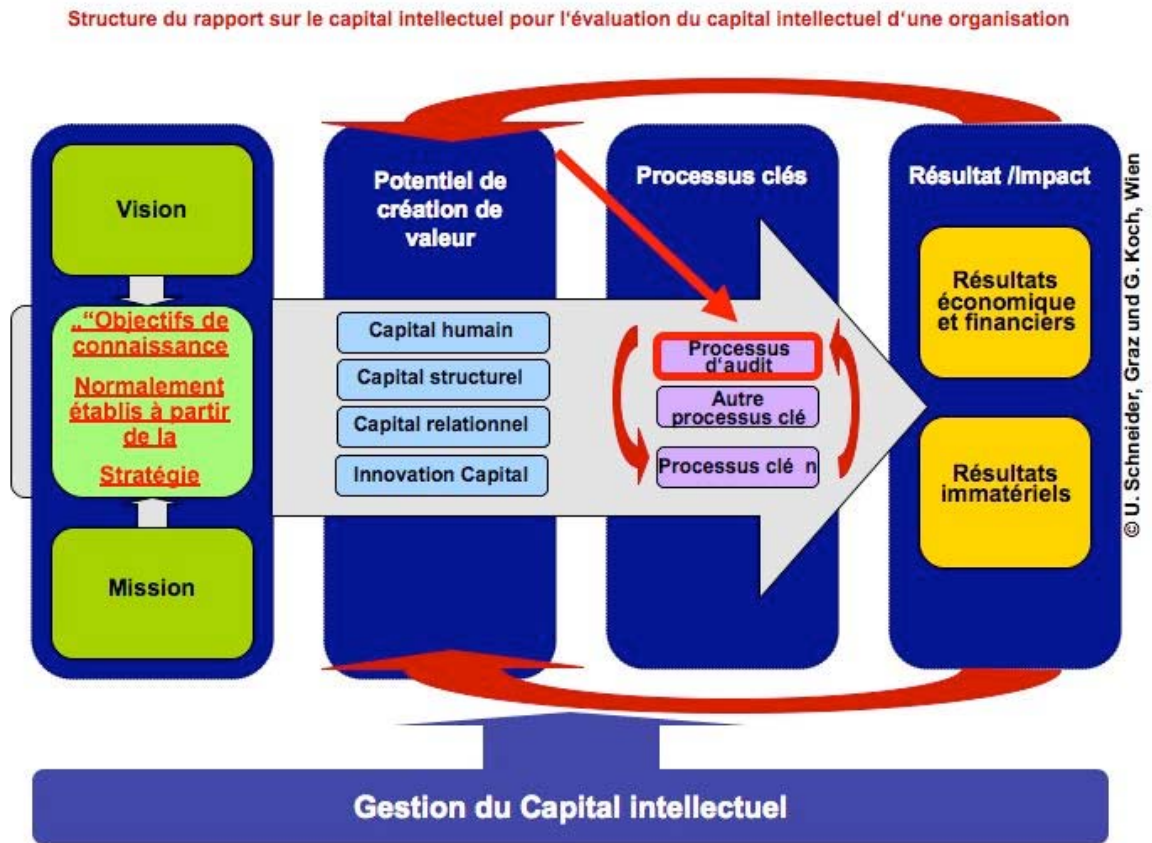 Structure du rapport sur le capital intellectuel pour l'évaluation du capital intellectuel d'une organisation
Vision
„“Objectifs de
connaissance
Normalement
établis à partir
de la
Stratégie
Mission
Potentiel de
création de
valeur
Capital humain
Capital structurel
Capital relationnel
Innovation Capital
Processus clés
Processus
d'audit
Autre
processus clé
Processus clé n
Résultat /Impact
Résultats
économique
et financiers
Résultats
immatériels
© U. Schneider, Graz und G. Koch, Wien
Gestion du Capital intellectuel